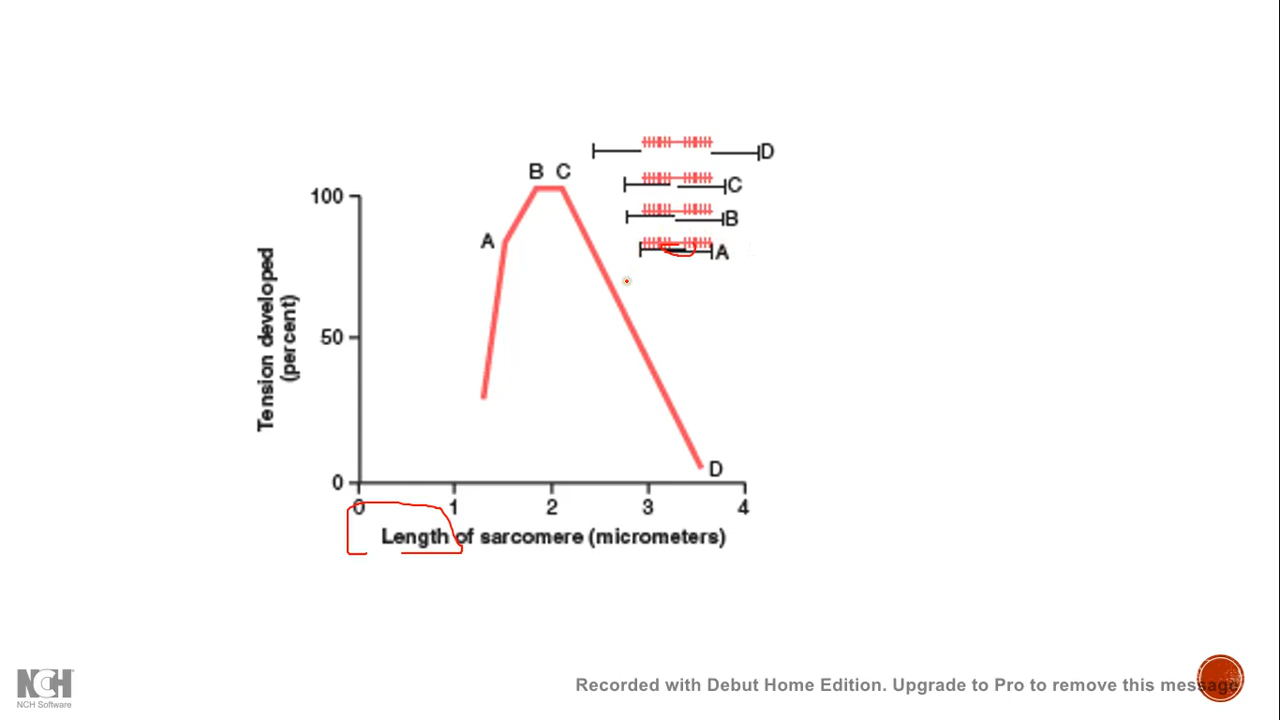 D
B C
C
100
B
A
A
Tension developed
(percent)
50
D
0
0 1 2 3 4
Length of sarcomere (micrometers)
NCH
NCH Software
Recorded with Debut Home Edition. Upgrade to Pro to remove this message